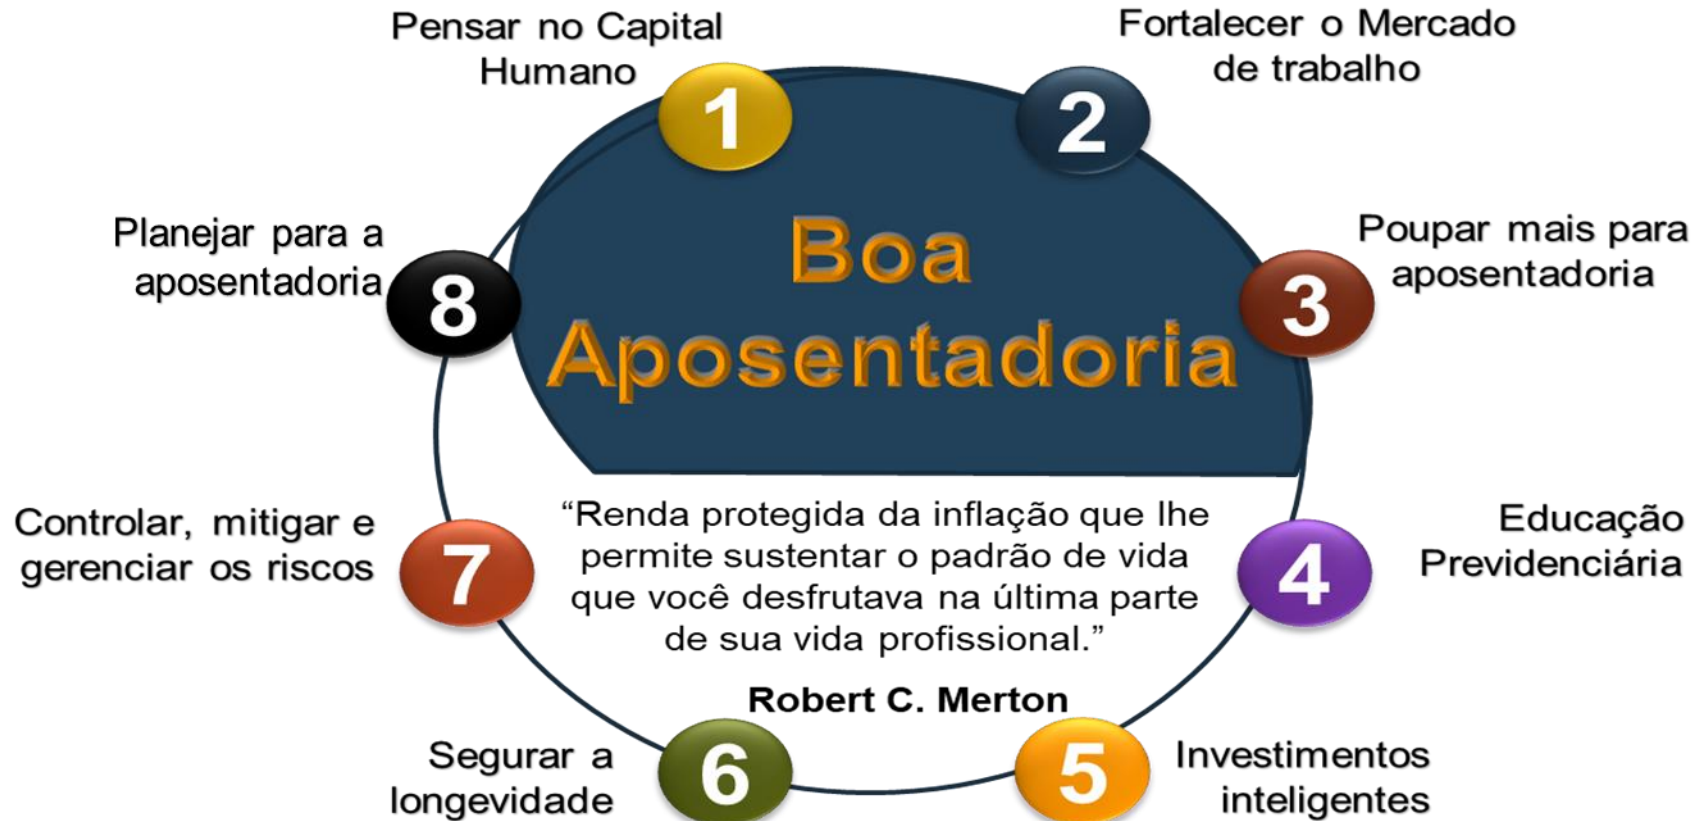 Pensar no Capital
Humano
1
Fortalecer o Mercado
de trabalho
2
Poupar mais para
aposentadoria
3
Educação
Previdenciária
4
Investimentos
inteligentes
5
Segurar a
longevidade
6
Controlar, mitigar e
gerenciar os riscos
7
Planejar para a
aposentadoria
8
Boa
Aposentadoria
“Renda protegida da inflação que lhe
permite sustentar o padrão de vida
que você desfrutava na última parte
de sua vida profissional.”
Robert C. Merton